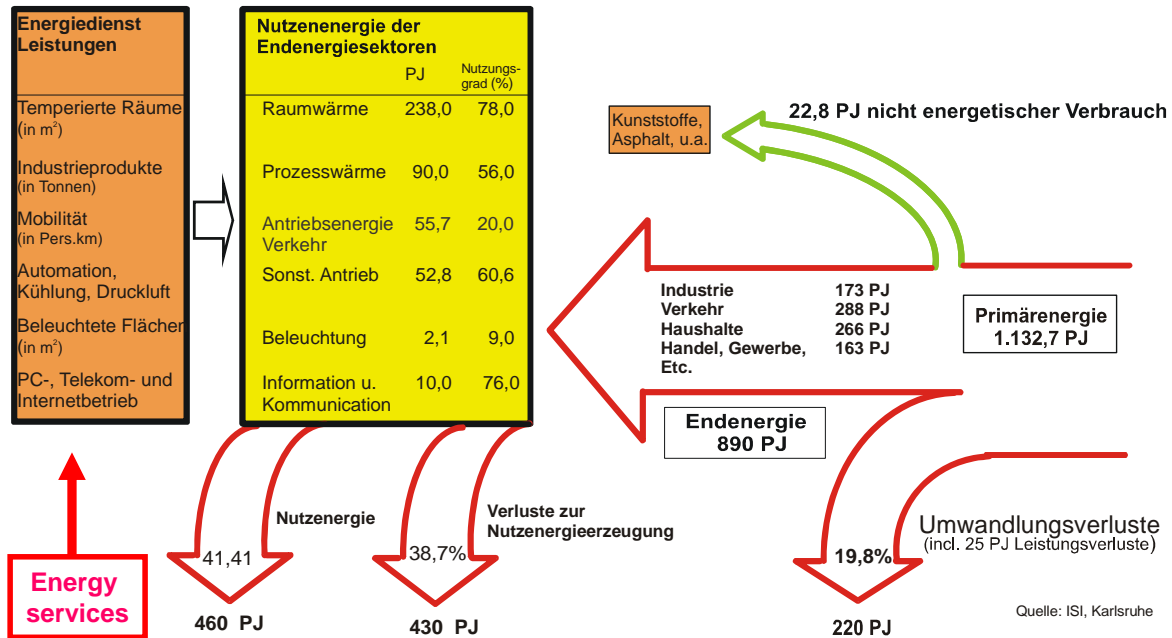 Energiedienst
Leistungen
Temperierte Räume
(in m²)
Industrieprodukte
(in Tonnen)
Mobilität
(in Pers.km)
Automation,
Kühlung, Druckluft
Beleuchtete Flächen
(in m²)
PC-, Telekom- und
Internetbetrieb
Nutzenenergie der
Endenergiesektoren
PJ Nutzungs-
grad (%)
Raumwärme 238,0 78,0
Prozesswärme 90,0 56,0
Antriebsenergie 55,7 20,0
Verkehr
Sonst. Antrieb 52,8 60,6
Beleuchtung 2,1 9,0
Information u. 10,0 76,0
Kommunication
Kunststoffe,
Asphalt, u.a.
22,8 PJ nicht energetischer Verbrauch
Industrie 173 PJ
Verkehr 288 PJ
Haushalte 266 PJ
Handel, Gewerbe, 163 PJ
Etc.
Primärenergie
1.132,7 PJ
Endenergie
890 PJ
Nutzenergie
41,41
460 PJ
Verluste zur
Nutzenergieerzeugung
38,7%
430 PJ
Umwandlungsverluste
(incl. 25 PJ Leistungsverluste)
19,8%
220 PJ
Energy
services
Quelle: ISI, Karlsruhe